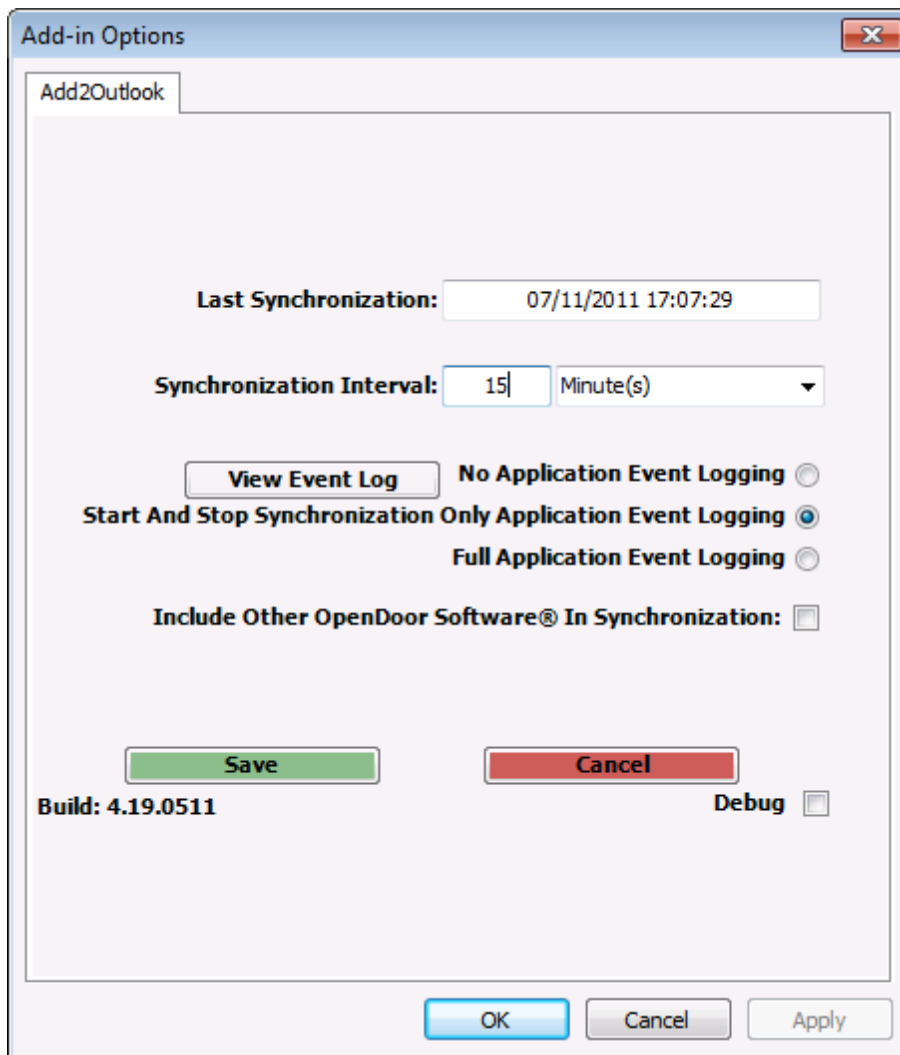 Add-in Options
Add2Outlook
Last Synchronization: 07/11/2011 17:07:29
Synchronization Interval: 15 Minute(s)
View Event Log No Application Event Logging
Start And Stop Synchronization Only Application Event Logging
Full Application Event Logging
Include Other OpenDoor Software® In Synchronization:
Save Cancel
Build: 4.19.0511 Debug
OK Cancel Apply